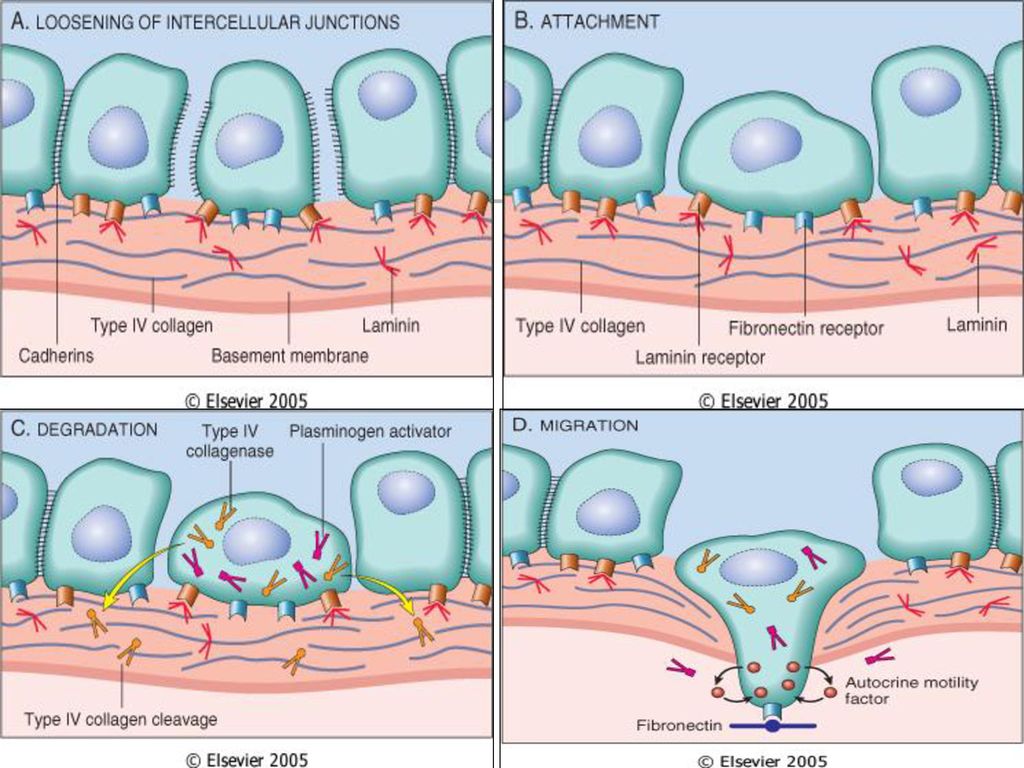 A. LOOSENING OF INTERCELLULAR JUNCTIONS
Type IV collagen
Laminin
Cadherins
Basement membrane
© Elsevier 2005
B. ATTACHMENT
Type IV collagen
Fibronectin receptor
Laminin
Laminin receptor
© Elsevier 2005
C. DEGRADATION
Type IV
collagenase
Plasminogen activator
Type IV collagen cleavage
© Elsevier 2005
D. MIGRATION
Autocrine motility
factor
Fibronectin
© Elsevier 2005